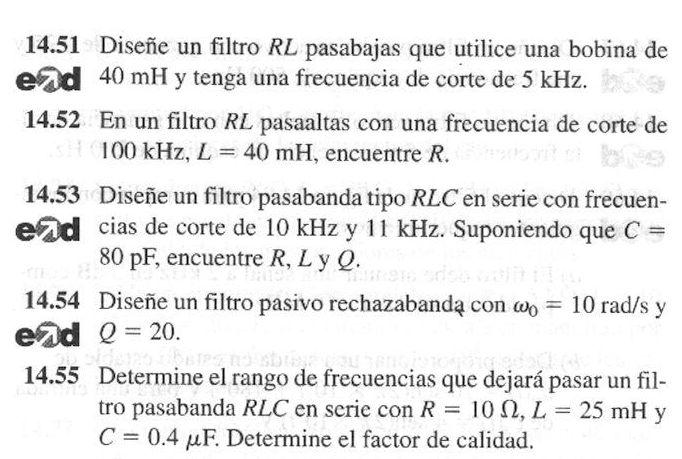 14.51 Diseñe un filtro RL pasabajas que utilice una bobina de
40 mH y tenga una frecuencia de corte de 5 kHz.
14.52 En un filtro RL pasaaltas con una frecuencia de corte de
100 kHz, L = 40 mH, encuentre R.
14.53 Diseñe un filtro pasabanda tipo RLC en serie con frecuen-
cias de corte de 10 kHz y 11 kHz. Suponiendo que C =
80 pF, encuentre R, L y Q.
14.54 Diseñe un filtro pasivo rechazabanda con ω₀ = 10 rad/s y
Q = 20.
14.55 Determine el rango de frecuencias que dejará pasar un fil-
tro pasabanda RLC en serie con R = 10 Ω, L = 25 mH y
C = 0.4 μF. Determine el factor de calidad.